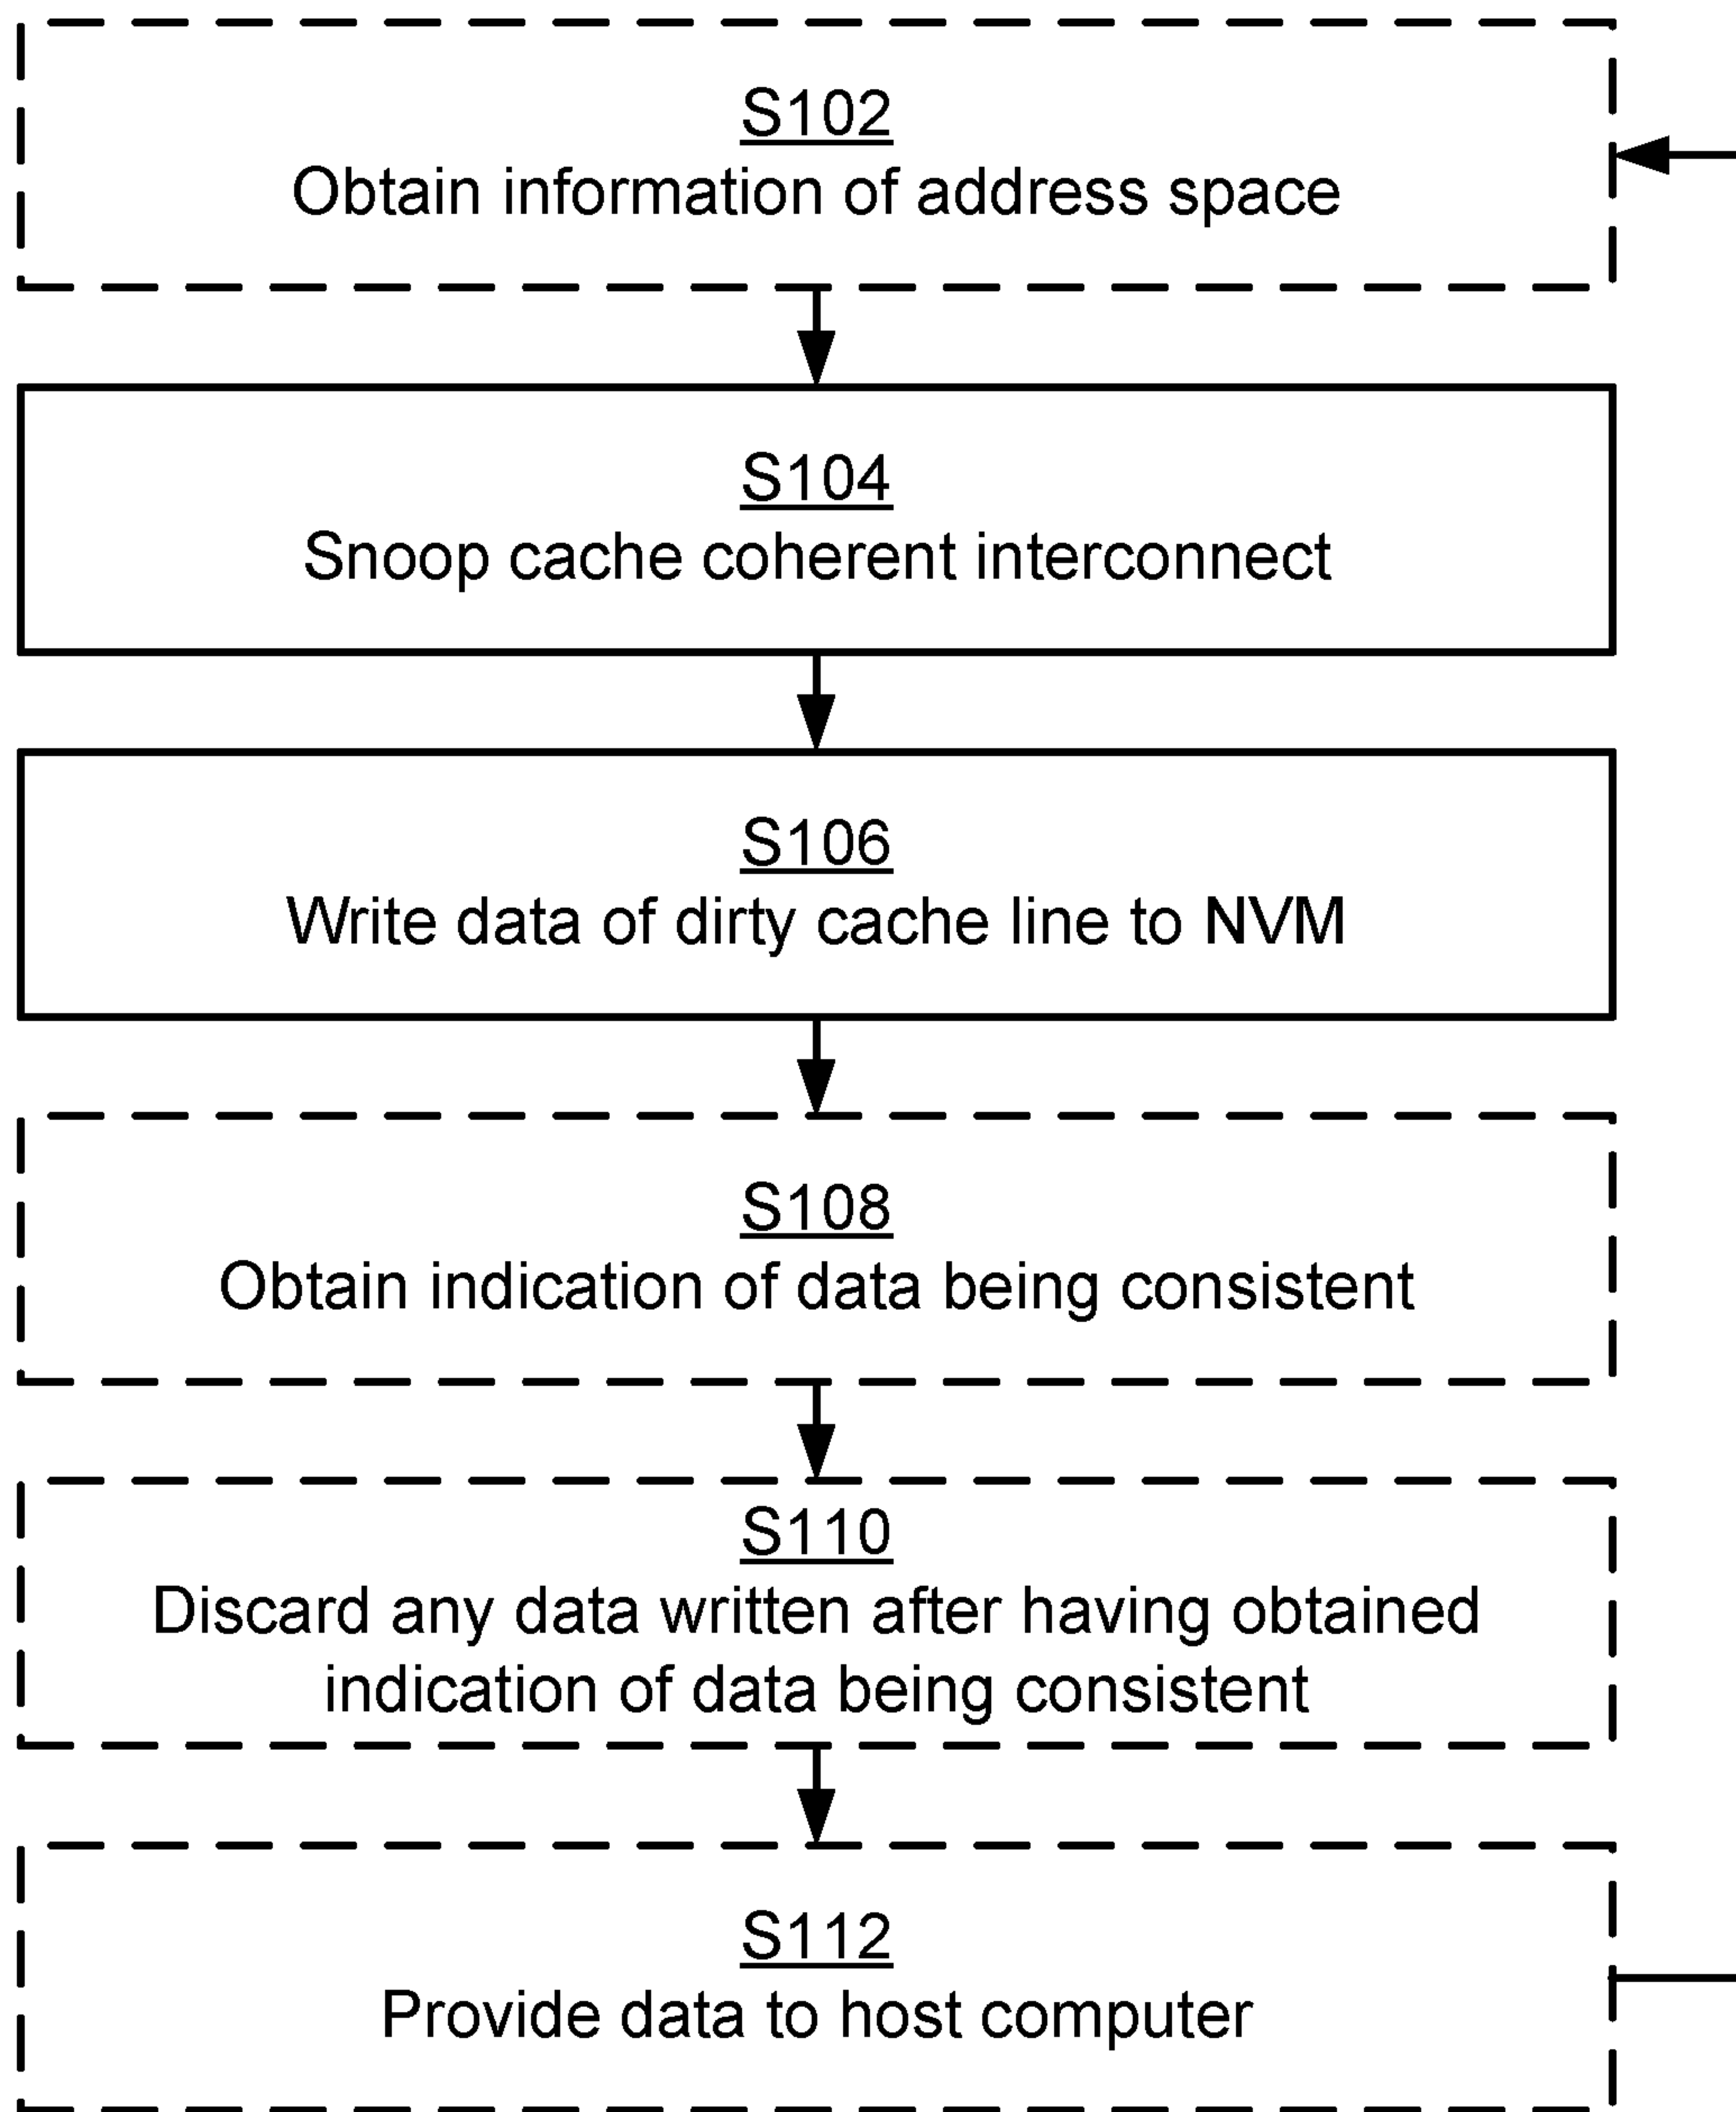 S102
Obtain information of address space
S104
Snoop cache coherent interconnect
S106
Write data of dirty cache line to NVM
S108
Obtain indication of data being consistent
S110
Discard any data written after having obtained
indication of data being consistent
S112
Provide data to host computer